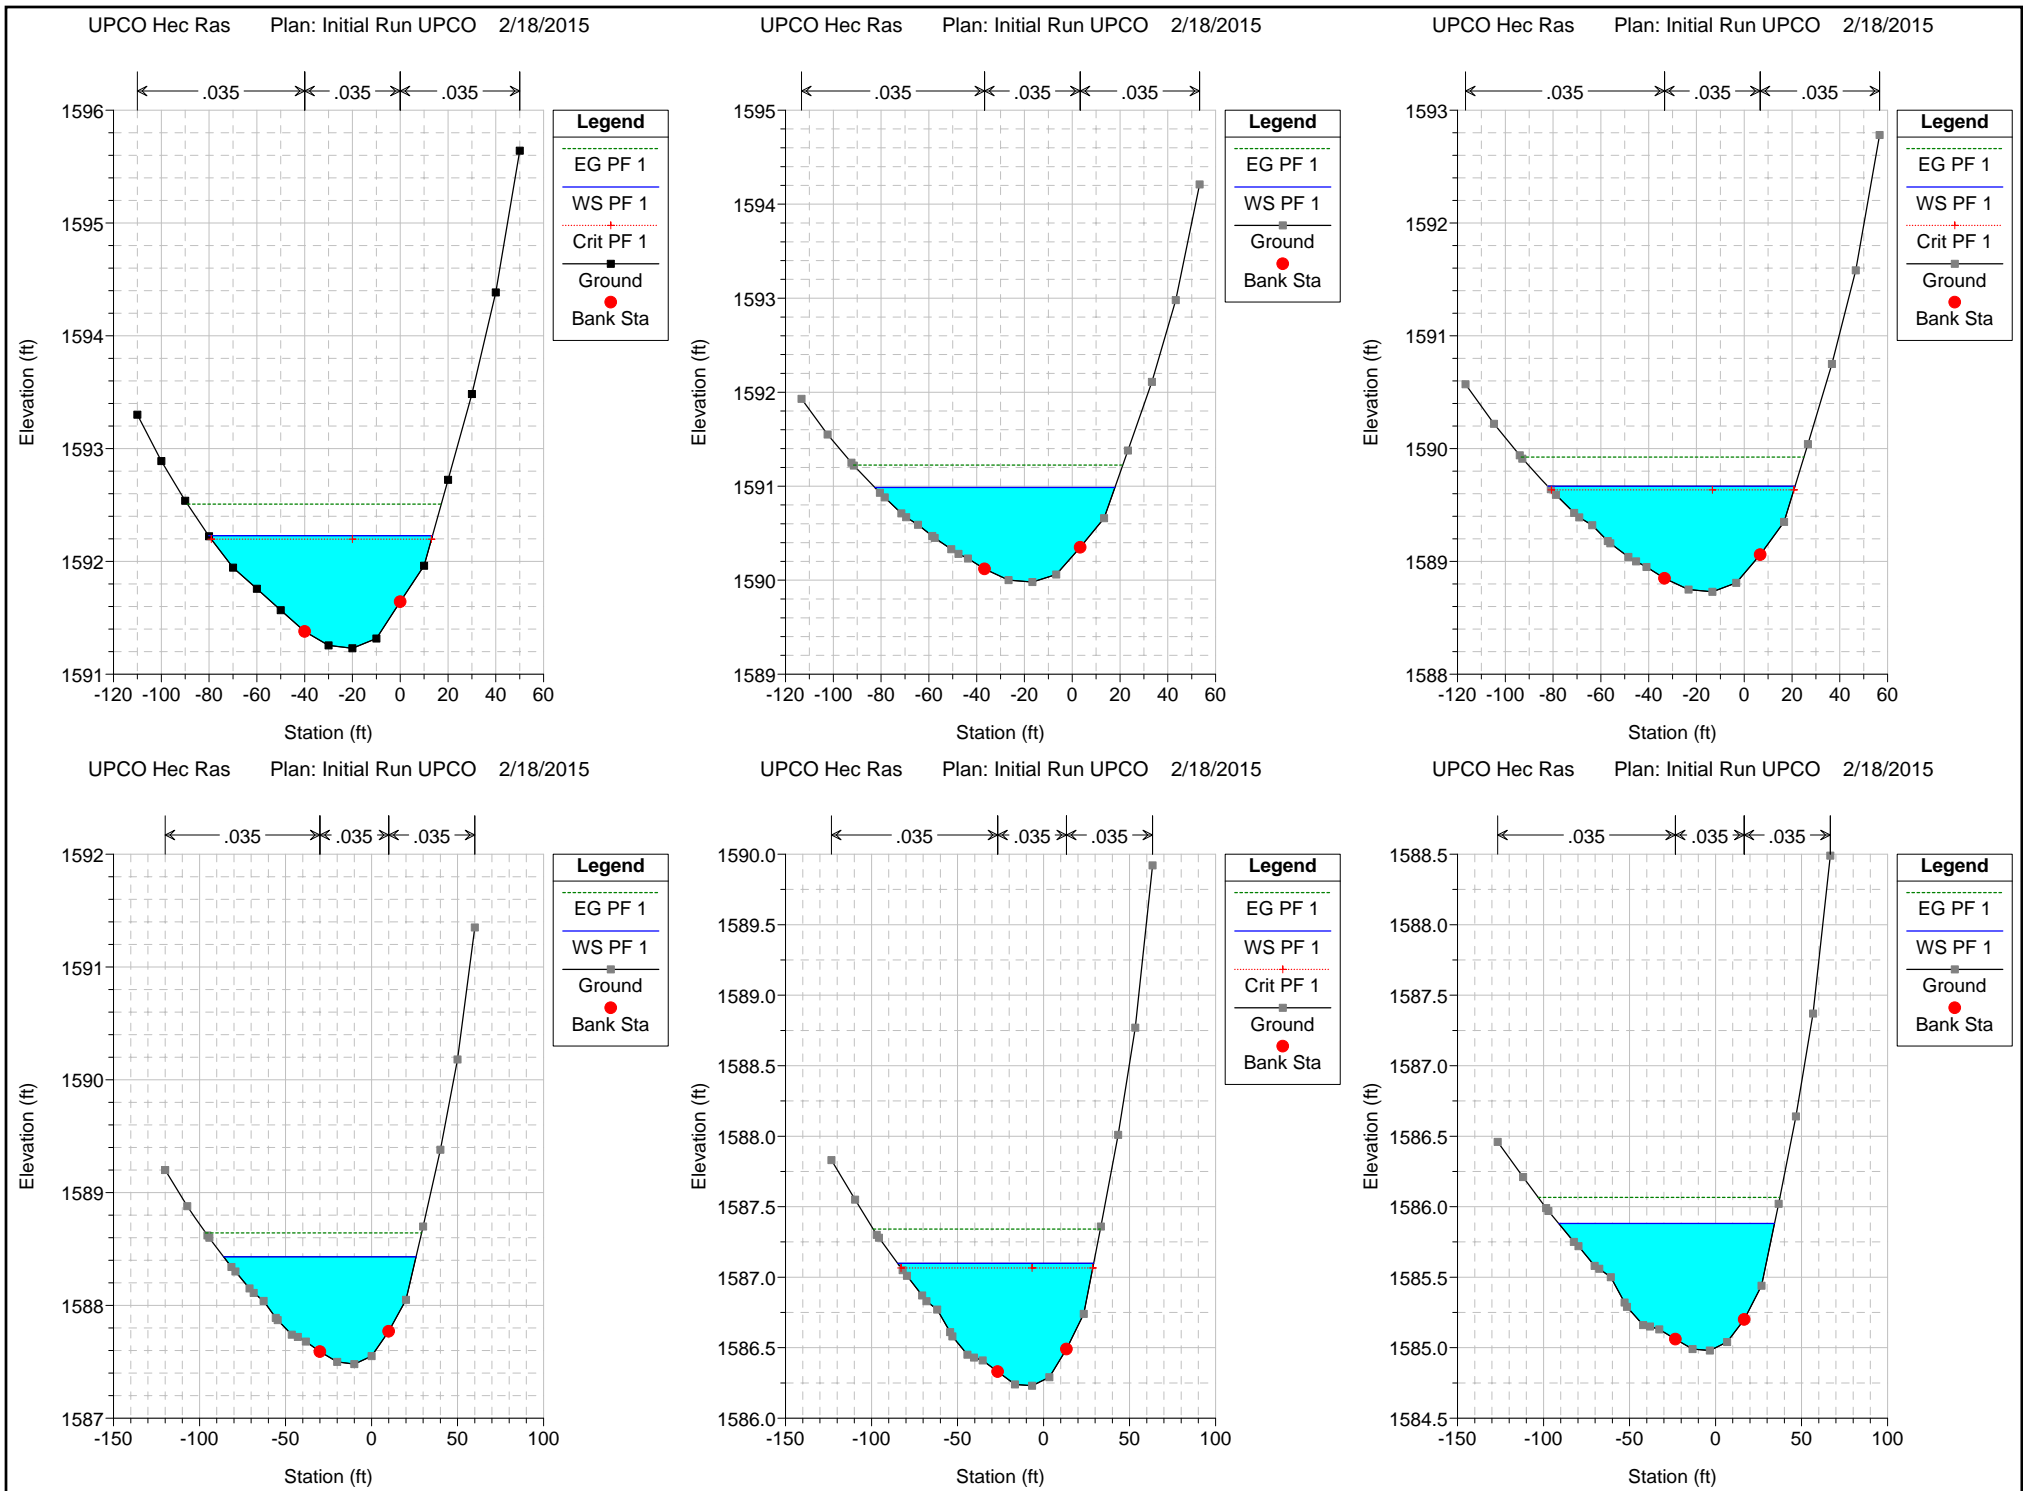 UPCO Hec Ras Plan: Initial Run UPCO 2/18/2015
.035 .035 .035
Legend
EG PF 1
WS PF 1
Crit PF 1
Ground
Bank Sta
1596
1595
1594
1593
1592
1591
Elevation (ft)
-120 -100 -80 -60 -40 -20 0 20 40 60
Station (ft)
UPCO Hec Ras Plan: Initial Run UPCO 2/18/2015
.035 .035 .035
Legend
EG PF 1
WS PF 1
Ground
Bank Sta
1595
1594
1593
1592
1591
1590
1589
Elevation (ft)
-120 -100 -80 -60 -40 -20 0 20 40 60
Station (ft)
UPCO Hec Ras Plan: Initial Run UPCO 2/18/2015
.035 .035 .035
Legend
EG PF 1
WS PF 1
Crit PF 1
Ground
Bank Sta
1593
1592
1591
1590
1589
1588
Elevation (ft)
-120 -100 -80 -60 -40 -20 0 20 40 60
Station (ft)
UPCO Hec Ras Plan: Initial Run UPCO 2/18/2015
.035 .035 .035
Legend
EG PF 1
WS PF 1
Ground
Bank Sta
1592
1591
1590
1589
1588
1587
Elevation (ft)
-150 -100 -50 0 50 100
Station (ft)
UPCO Hec Ras Plan: Initial Run UPCO 2/18/2015
.035 .035 .035
Legend
EG PF 1
WS PF 1
Crit PF 1
Ground
Bank Sta
1590.0
1589.5
1589.0
1588.5
1588.0
1587.5
1587.0
1586.5
1586.0
Elevation (ft)
-150 -100 -50 0 50 100
Station (ft)
UPCO Hec Ras Plan: Initial Run UPCO 2/18/2015
.035 .035 .035
Legend
EG PF 1
WS PF 1
Ground
Bank Sta
1588.5
1588.0
1587.5
1587.0
1586.5
1586.0
1585.5
1585.0
1584.5
Elevation (ft)
-150 -100 -50 0 50 100
Station (ft)